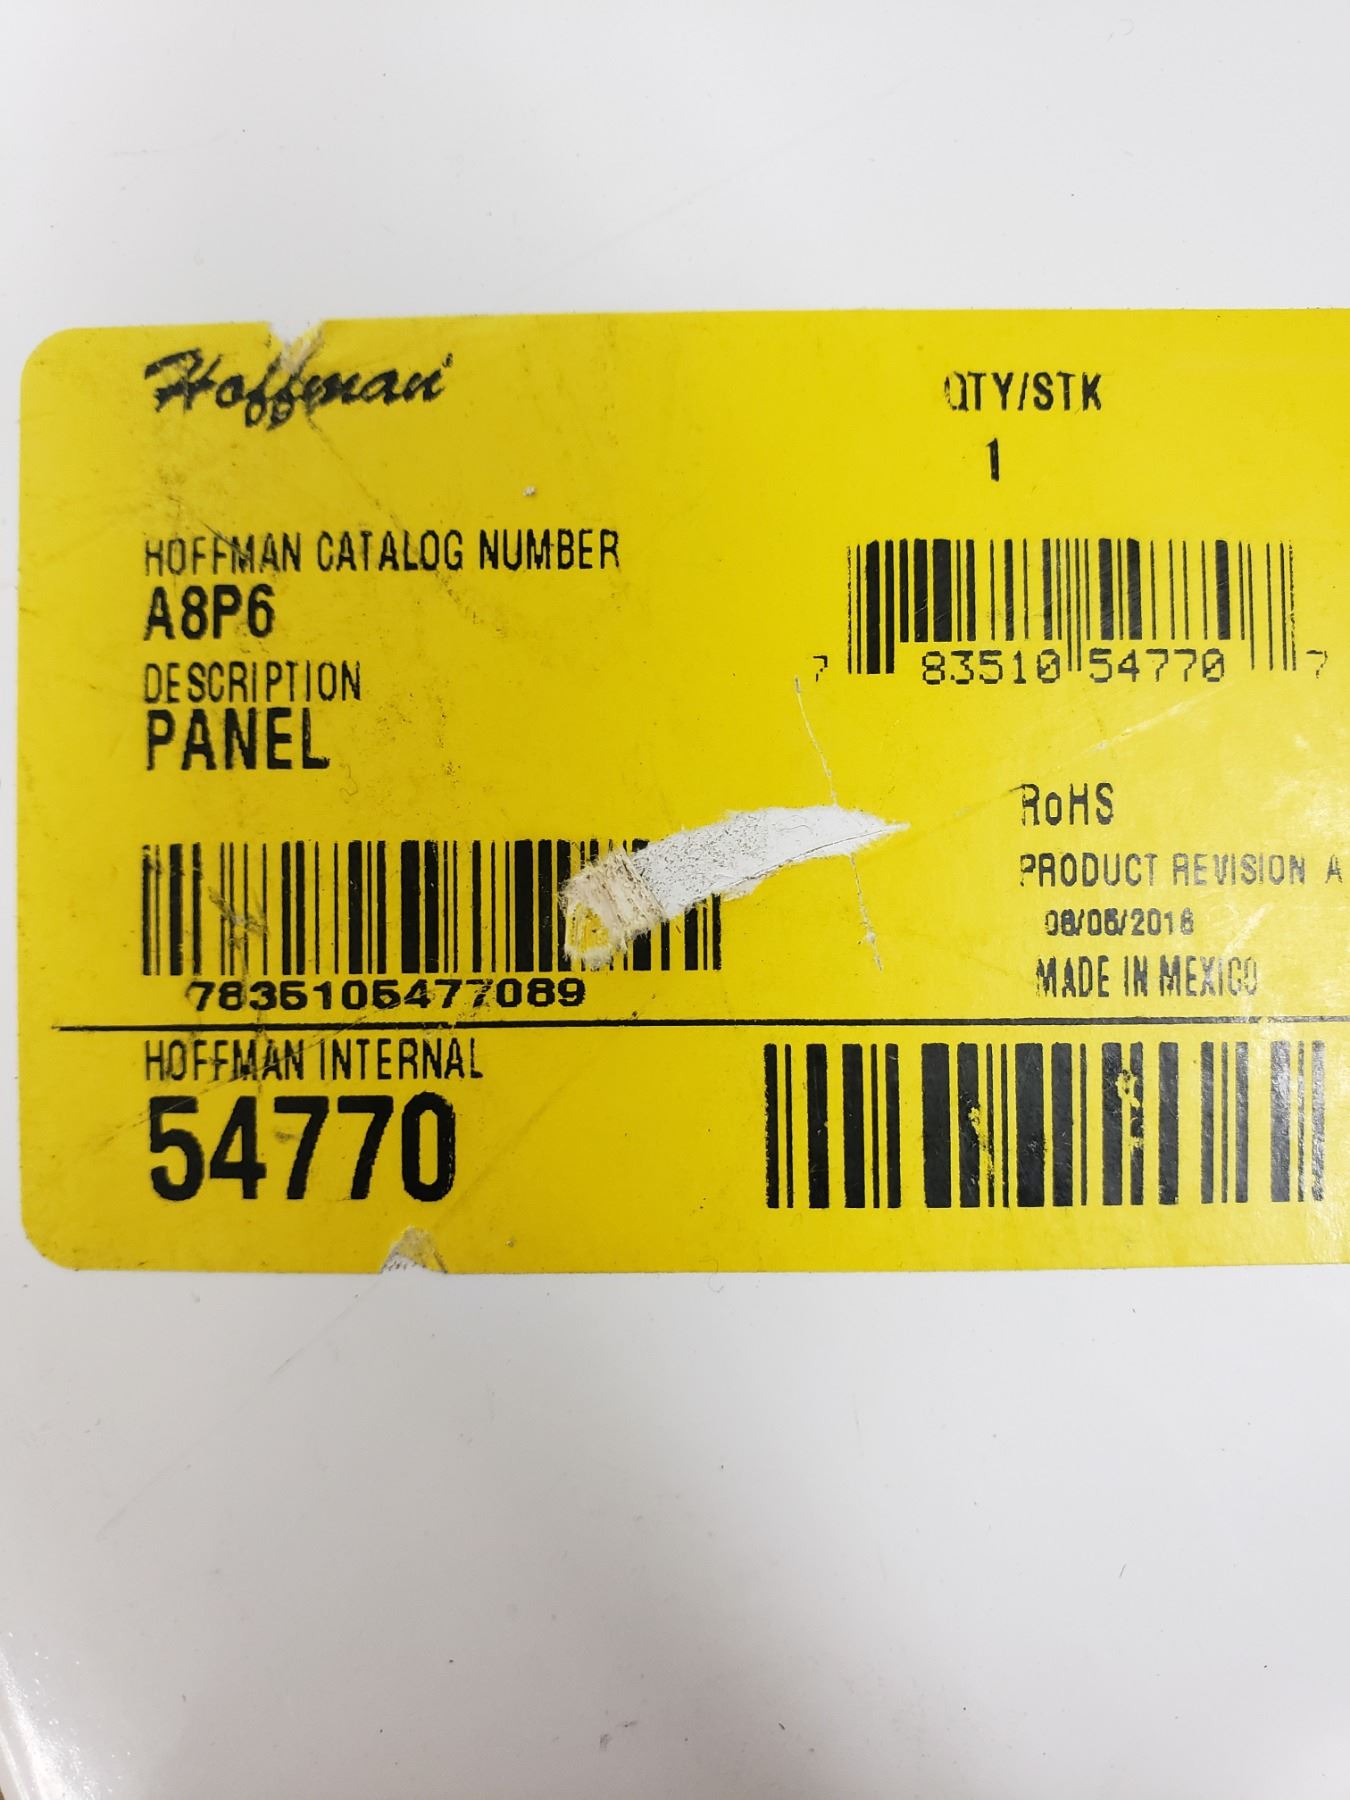 Hoffman
QTY/STK
1
HOFFMAN CATALOG NUMBER
A8P6
DESCRIPTION
PANEL
7 83510 54770 7
RoHS
PRODUCT REVISION A
MADE IN MEXICO
HOFFMAN INTERNAL
54770